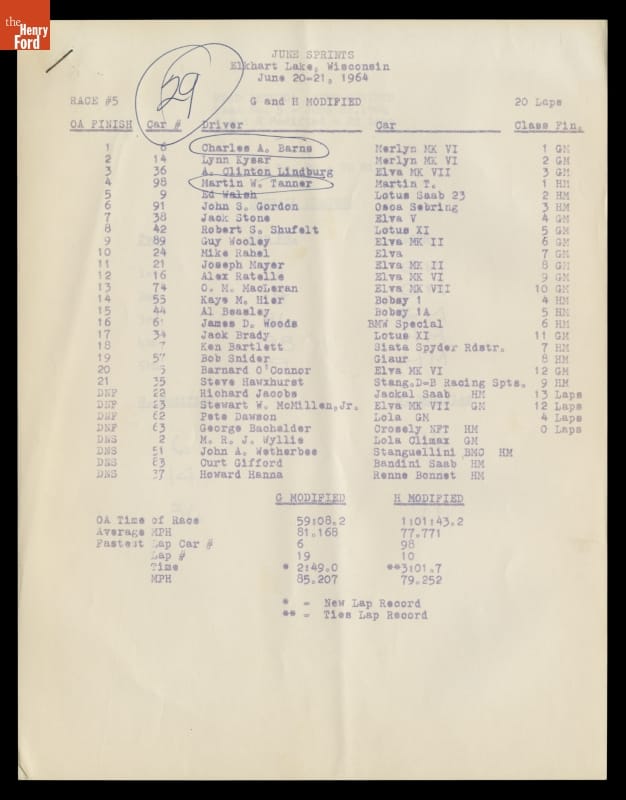 the
Henry
Ford
JUNE SPRINTS
Elkhart Lake, Wisconsin
June 20-21, 1964
29
RACE #5 G and H MODIFIED 20 Laps
OA FINISH Car # Driver Car Class Fin.
1 6 Charles A. Barns Merlyn MK VI 1 GM
2 14 Lynn Kysar Merlyn MK VI 2 GM
3 36 A. Clinton Lindburg Elva MK VII 3 GM
4 98 Martin W. Tanner Martin T. 1 HM
5 9 Ed Walsh Lotus Saab 23 2 HM
6 91 John S. Gordon Osca Sebring 3 HM
7 38 Jack Stone Elva V 4 GM
8 42 Robert S. Shufelt Lotus XI 5 GM
9 89 Guy Wooley Elva MK II 6 GM
10 24 Mike Rahel Elva 7 GM
11 21 Joseph Mayer Elva MK II 8 GM
12 16 Alex Ratelle Elva MK VI 9 GM
13 74 O. M. MacLeran Elva MK VII 10 GM
14 55 Kaye M. Hier Bobsy 1 4 HM
15 44 Al Beasley Bobsy 1A 5 HM
16 James D. Woods BMW Special 6 HM
17 34 Jack Brady Lotus XI 11 GM
18 7 Ken Bartlett Siata Spyder Rdstr. 7 HM
19 57 Bob Snider Giaur 8 HM
20 Barnard O'Connor Elva MK VI 12 GM
21 35 Steve Hawxhurst Stang.D-B Racing Spts. 9 HM
DNF 22 Richard Jacobs Jackal Saab HM 13 Laps
DNF 23 Stewart W. McMillen,Jr. Elva MK VII GM 12 Laps
DNF 62 Pete Dawson Lola GM 4 Laps
DNF 63 George Bachelder Crosely NFT HM 0 Laps
DNS 2 M. R. J. Wyllie Lola Climax GM
DNS 51 John A. Wetherbee Stanguellini BMC HM
DNS 83 Curt Gifford Bandini Saab HM
DNS 37 Howard Hanna Renne Bonnet HM
G MODIFIED H MODIFIED
OA Time of Race 59:08.2 1:01:43.2
Average MPH 81.168 77.771
Fastest Lap Car # 6 98
Lap # 19 10
Time * 2:49.0 **3:01.7
MPH 85.207 79.252
* = New Lap Record
** = Ties Lap Record